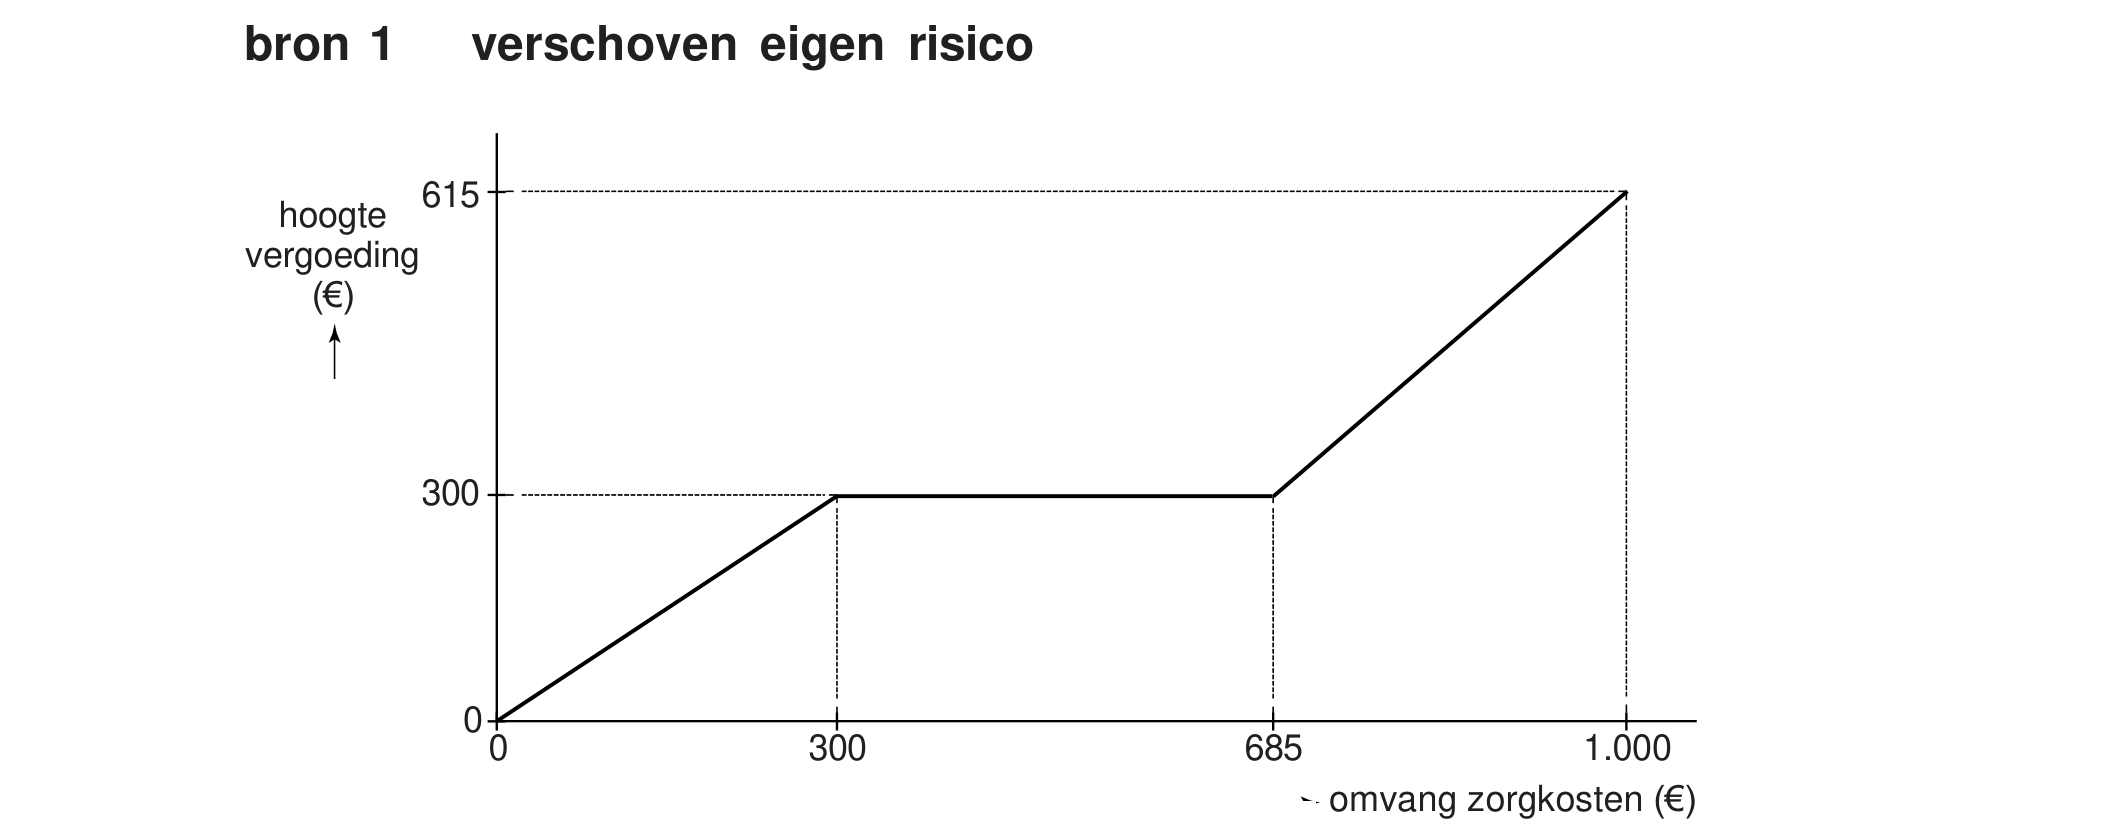 bron 1 verschoven eigen risico
615
hoogte
vergoeding
(€)
300
0
0 300 685 1.000
omvang zorgkosten (€)